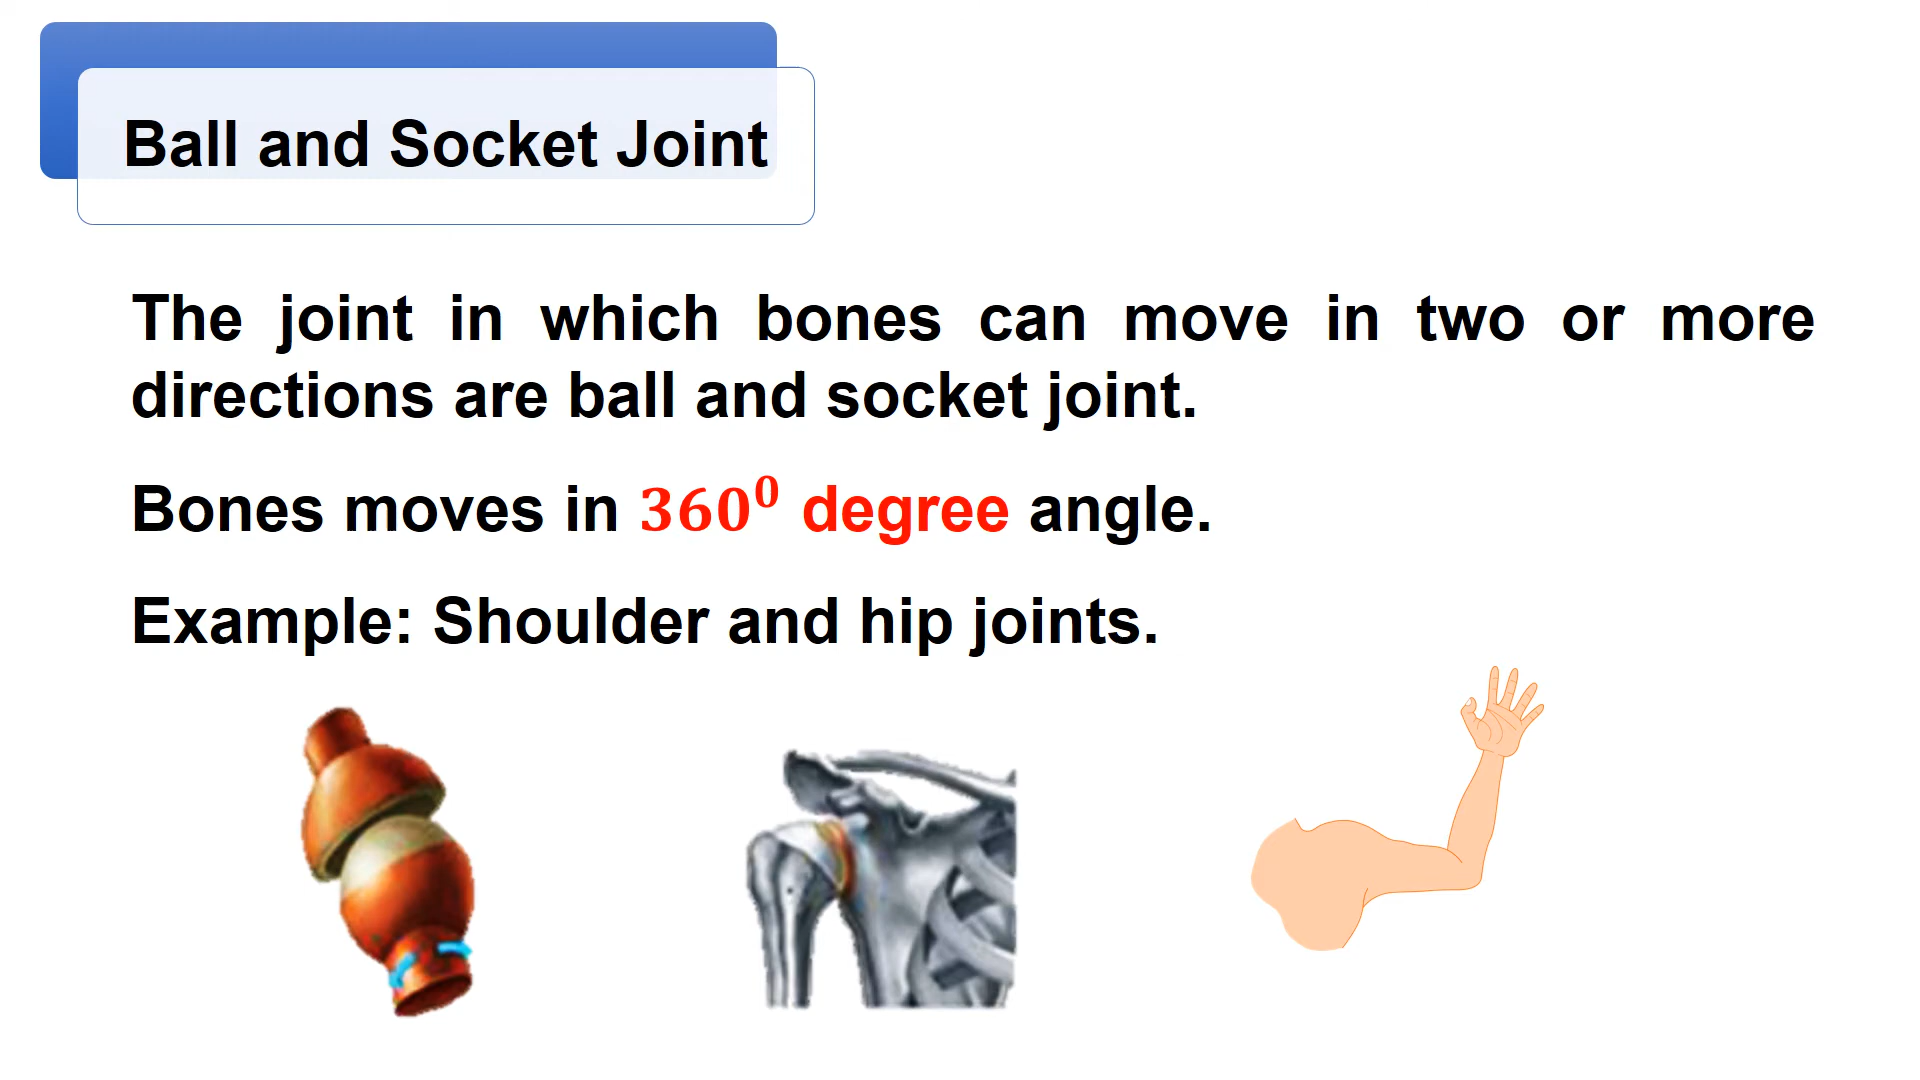 Ball and Socket Joint
The joint in which bones can move in two or more
directions are ball and socket joint.
Bones moves in 360⁰ degree angle.
Example: Shoulder and hip joints.